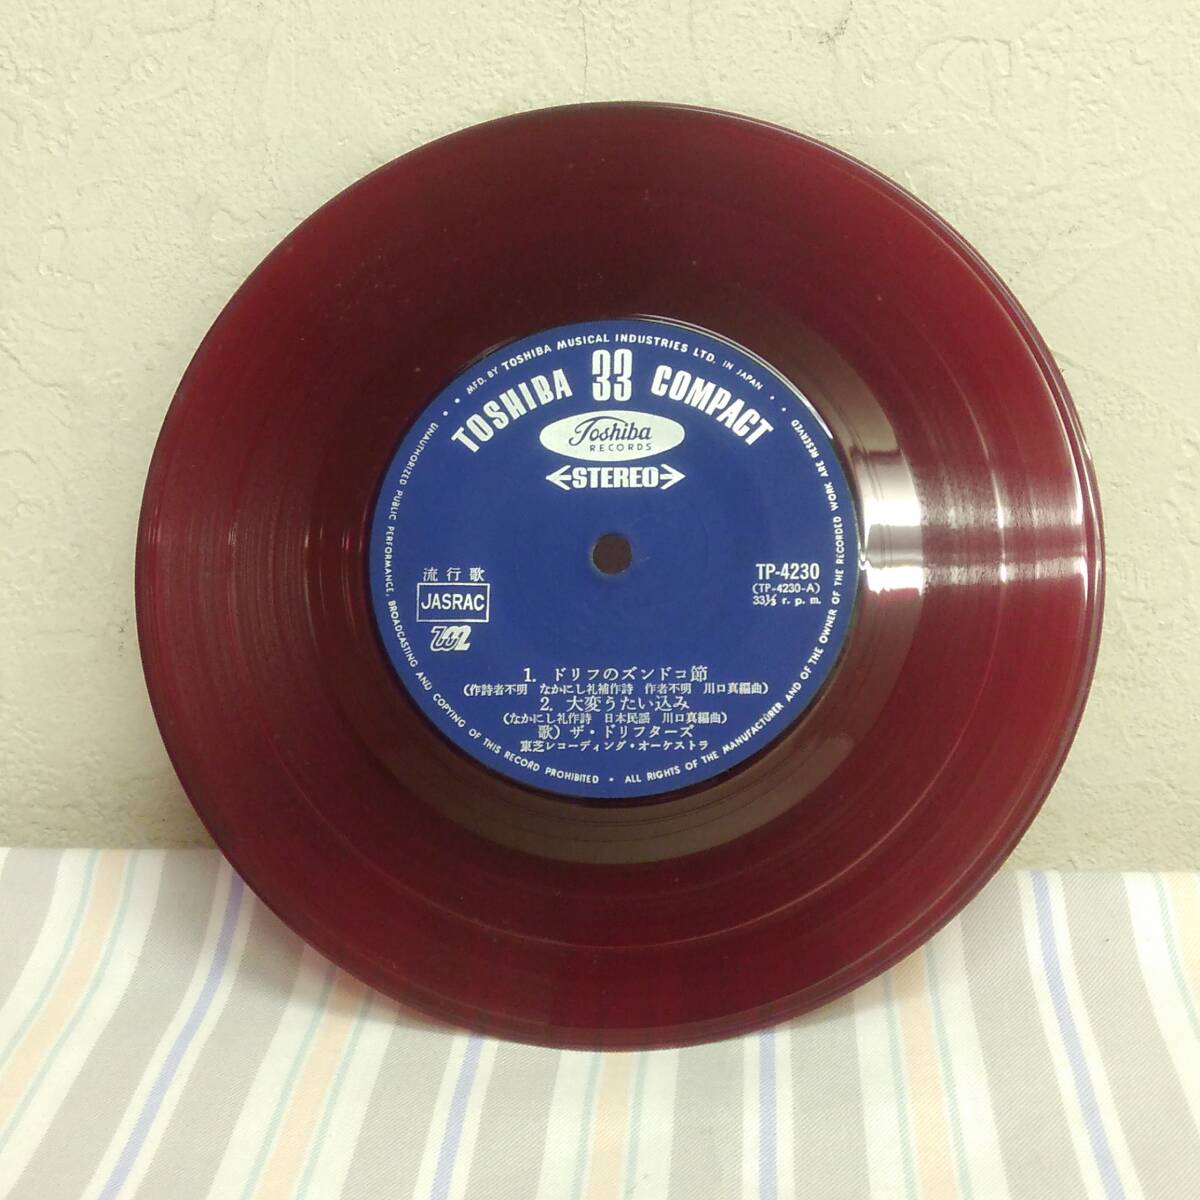 MFD. BY TOSHIBA MUSICAL INDUSTRIES LTD. IN JAPAN
TOSHIBA 33 COMPACT
Toshiba
RECORDS
STEREO
流行歌
JASRAC
TP-4230
(TP-4230-A)
33⅓ r.p.m.
1. ドリフのズンドコ節
(作詩者不明 なかにし礼補作詩 作者不明 川口真編曲)
2. 大変うたい込み
(なかにし礼作詩 日本民謡 川口真編曲)
歌) ザ・ドリフターズ
東芝レコーディング・オーケストラ
UNAUTHORIZED PUBLIC PERFORMANCE, BROADCASTING AND COPYING OF THIS RECORD PROHIBITED • ALL RIGHTS OF THE MANUFACTURER AND OF THE OWNER OF THE RECORDED WORK ARE RESERVED